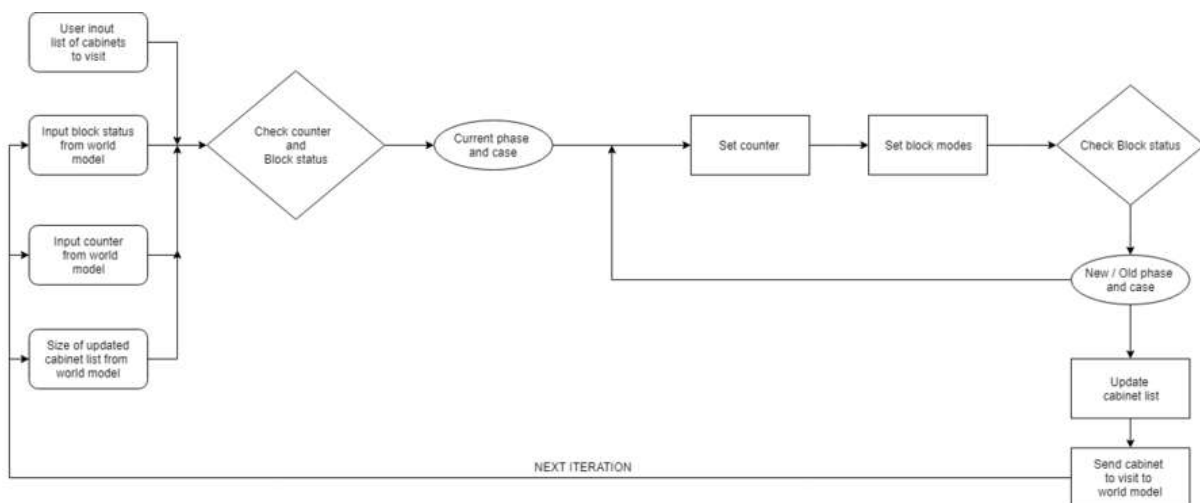 User inout
list of cabinets
to visit
Input block status
from world
model
Check counter
and
Block status
Current phase
and case
Set counter
Set block modes
Check Block status
Input counter
from world
model
New / Old phase
and case
Size of updated
cabinet list from
world model
Update
cabinet list
NEXT ITERATION
Send cabinet
to visit to
world model